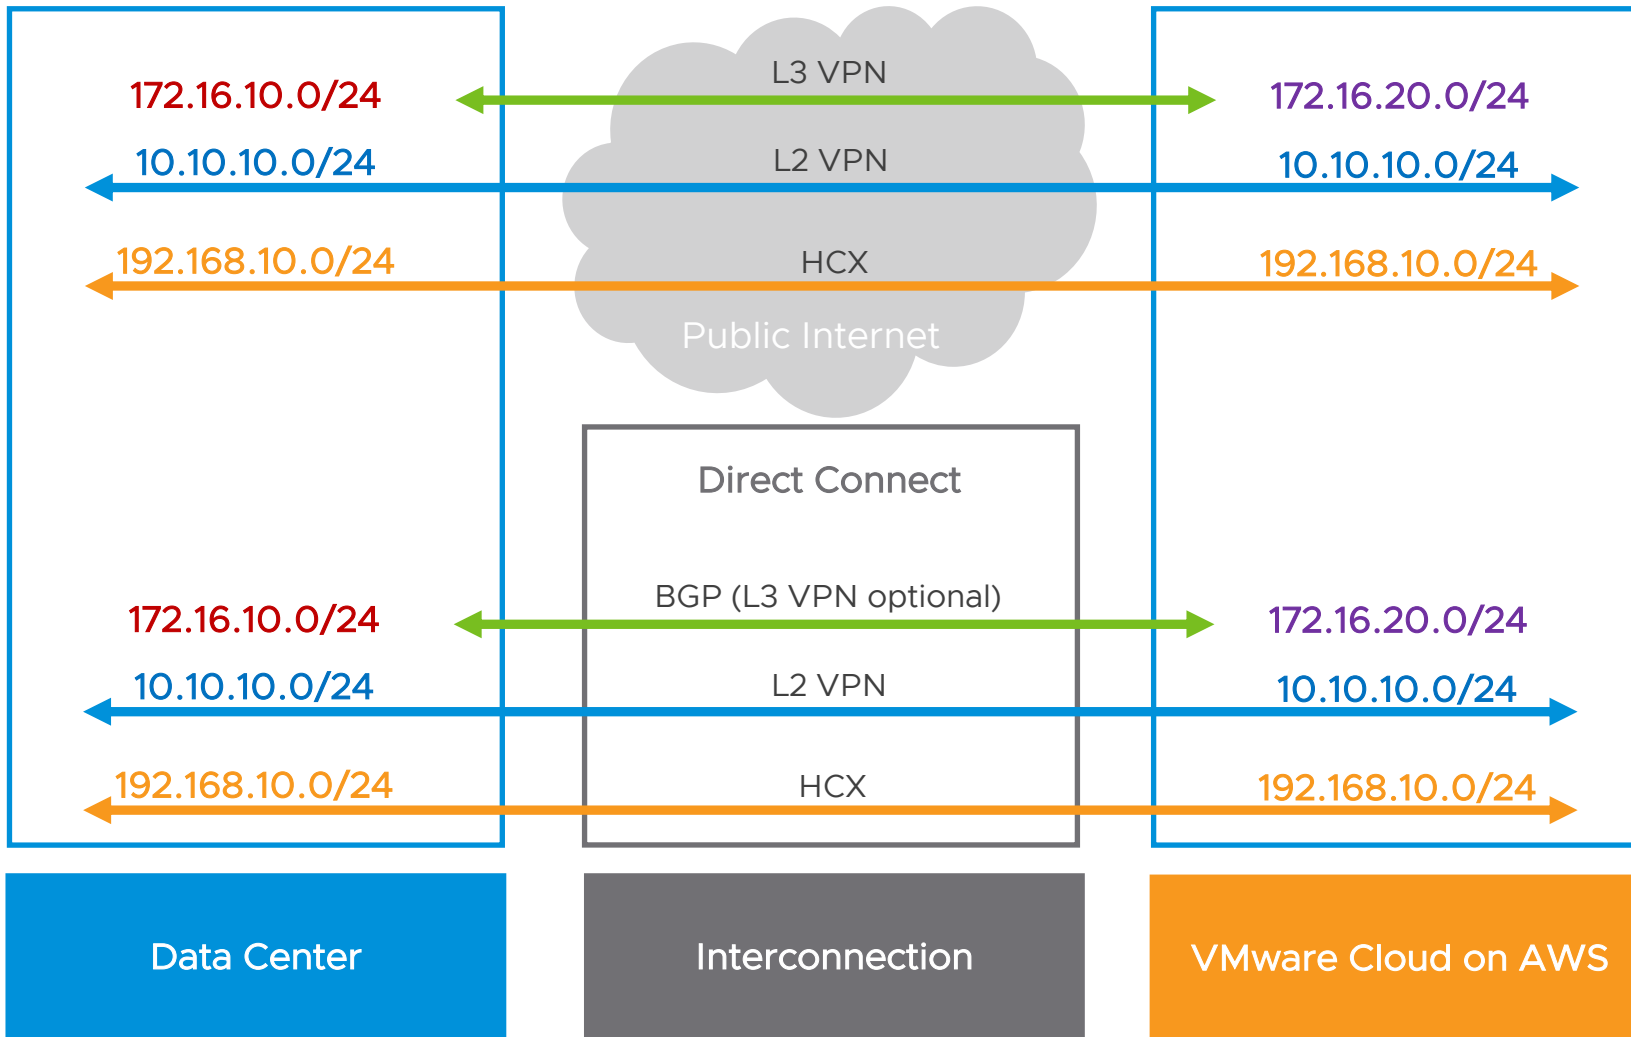 L3 VPN
172.16.10.0/24
172.16.20.0/24
L2 VPN
10.10.10.0/24
10.10.10.0/24
HCX
192.168.10.0/24
192.168.10.0/24
Public Internet
Direct Connect
BGP (L3 VPN optional)
172.16.10.0/24
172.16.20.0/24
L2 VPN
10.10.10.0/24
10.10.10.0/24
HCX
192.168.10.0/24
192.168.10.0/24
Data Center
Interconnection
VMware Cloud on AWS